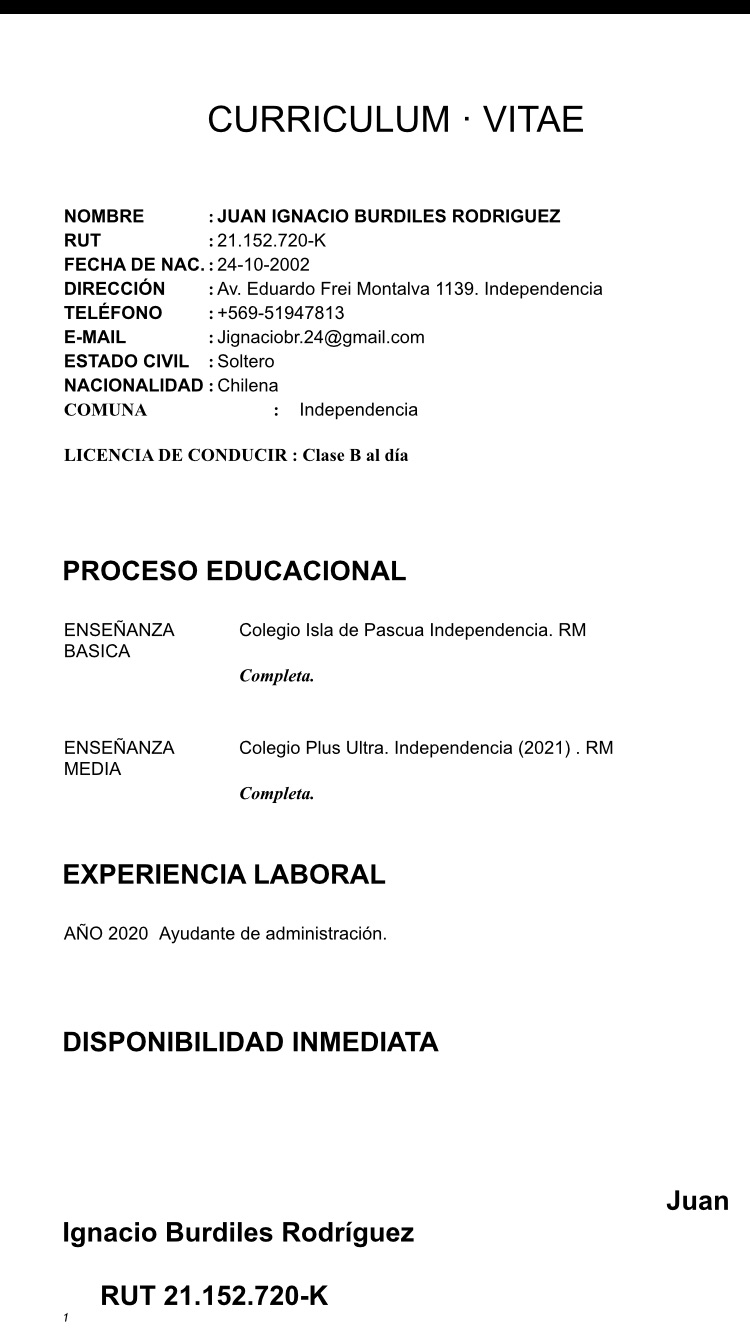 CURRICULUM · VITAE
NOMBRE : JUAN IGNACIO BURDILES RODRIGUEZ
RUT : 21.152.720-K
FECHA DE NAC. : 24-10-2002
DIRECCIÓN : Av. Eduardo Frei Montalva 1139. Independencia
TELÉFONO : +569-51947813
E-MAIL : Jignaciobr.24@gmail.com
ESTADO CIVIL : Soltero
NACIONALIDAD : Chilena
COMUNA : Independencia
LICENCIA DE CONDUCIR : Clase B al día
PROCESO EDUCACIONAL
ENSEÑANZA Colegio Isla de Pascua Independencia. RM
BASICA
Completa.
ENSEÑANZA Colegio Plus Ultra. Independencia (2021) . RM
MEDIA
Completa.
EXPERIENCIA LABORAL
AÑO 2020 Ayudante de administración.
DISPONIBILIDAD INMEDIATA
Juan
Ignacio Burdiles Rodríguez
RUT 21.152.720-K
1